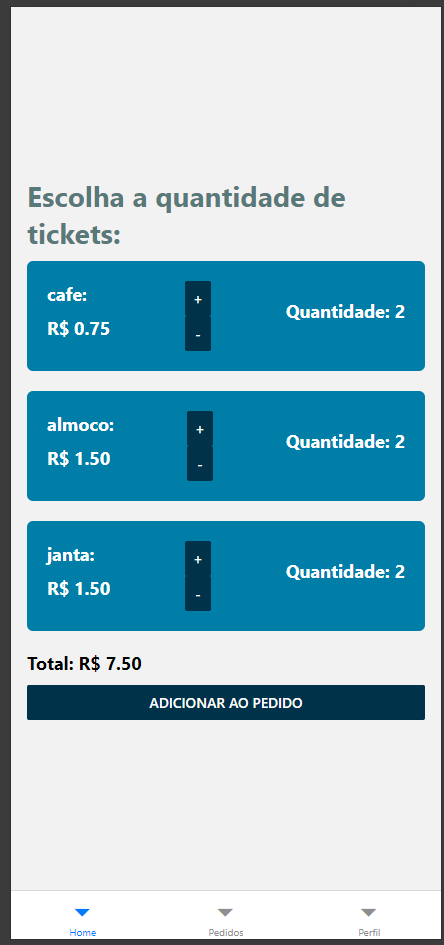 Escolha a quantidade de
tickets:
cafe:
R$ 0.75
+
-
Quantidade: 2
almoco:
R$ 1.50
+
-
Quantidade: 2
janta:
R$ 1.50
+
-
Quantidade: 2
Total: R$ 7.50
ADICIONAR AO PEDIDO
Home
Pedidos
Perfil